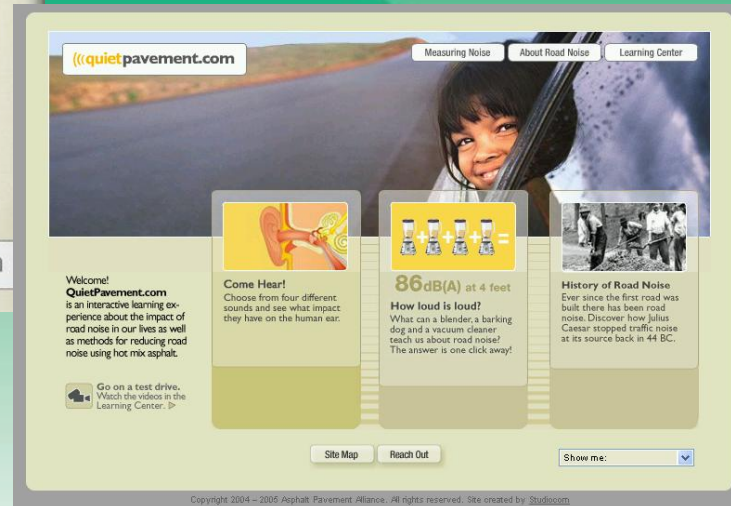 (((quietpavement.com
Measuring Noise
About Road Noise
Learning Center
Welcome!
QuietPavement.com
is an interactive learning ex-
perience about the impact of
road noise in our lives as well
as methods for reducing road
noise using hot mix asphalt.
Go on a test drive.
Watch the videos in the
Learning Center.
Come Hear!
Choose from four different
sounds and see what impact
they have on the human ear.
+ + + =
86dB(A) at 4 feet
How loud is loud?
What can a blender, a barking
dog and a vacuum cleaner
teach us about road noise?
The answer is one click away!
History of Road Noise
Ever since the first road was
built there has been road
noise. Discover how Julius
Caesar stopped traffic noise
at its source back in 44 BC.
Site Map
Reach Out
Show me:
Copyright 2004 – 2005 Asphalt Pavement Alliance. All rights reserved. Site created by Studiocom